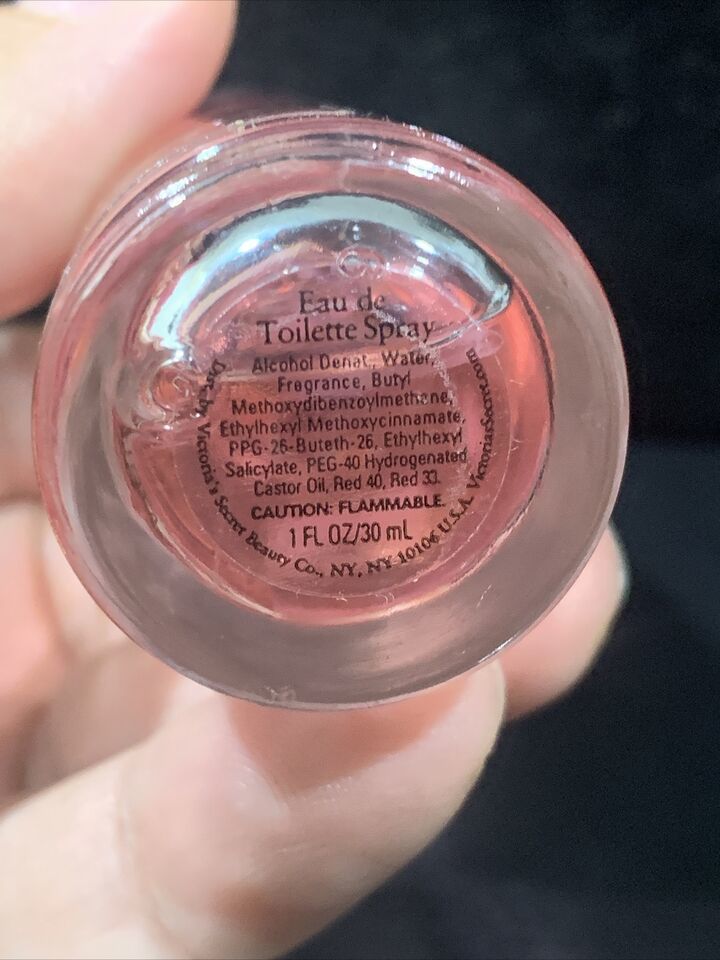 Eau de
Toilette Spray
Alcohol Denat., Water,
Fragrance, Butyl
Methoxydibenzoylmethane,
Ethylhexyl Methoxycinnamate,
PPG-26-Buteth-26, Ethylhexyl
Salicylate, PEG-40 Hydrogenated
Castor Oil, Red 40, Red 33.
CAUTION: FLAMMABLE.
1 FL OZ/30 mL
Dist. by Victoria's Secret Beauty Co., NY, NY 10106 U.S.A. VictoriasSecret.com